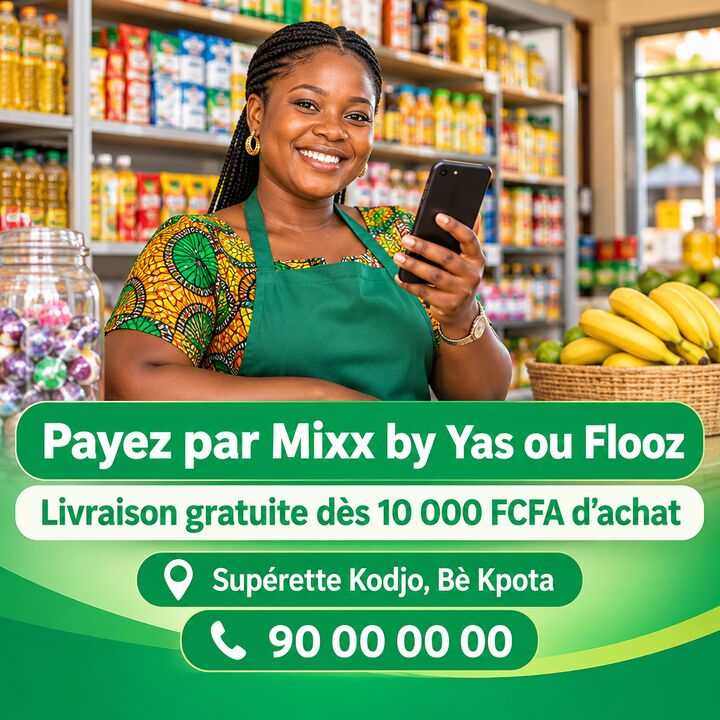 Payez par Mixx by Yas ou Flooz
Livraison gratuite dès 10 000 FCFA d'achat
Supérette Kodjo, Bè Kpota
90 00 00 00